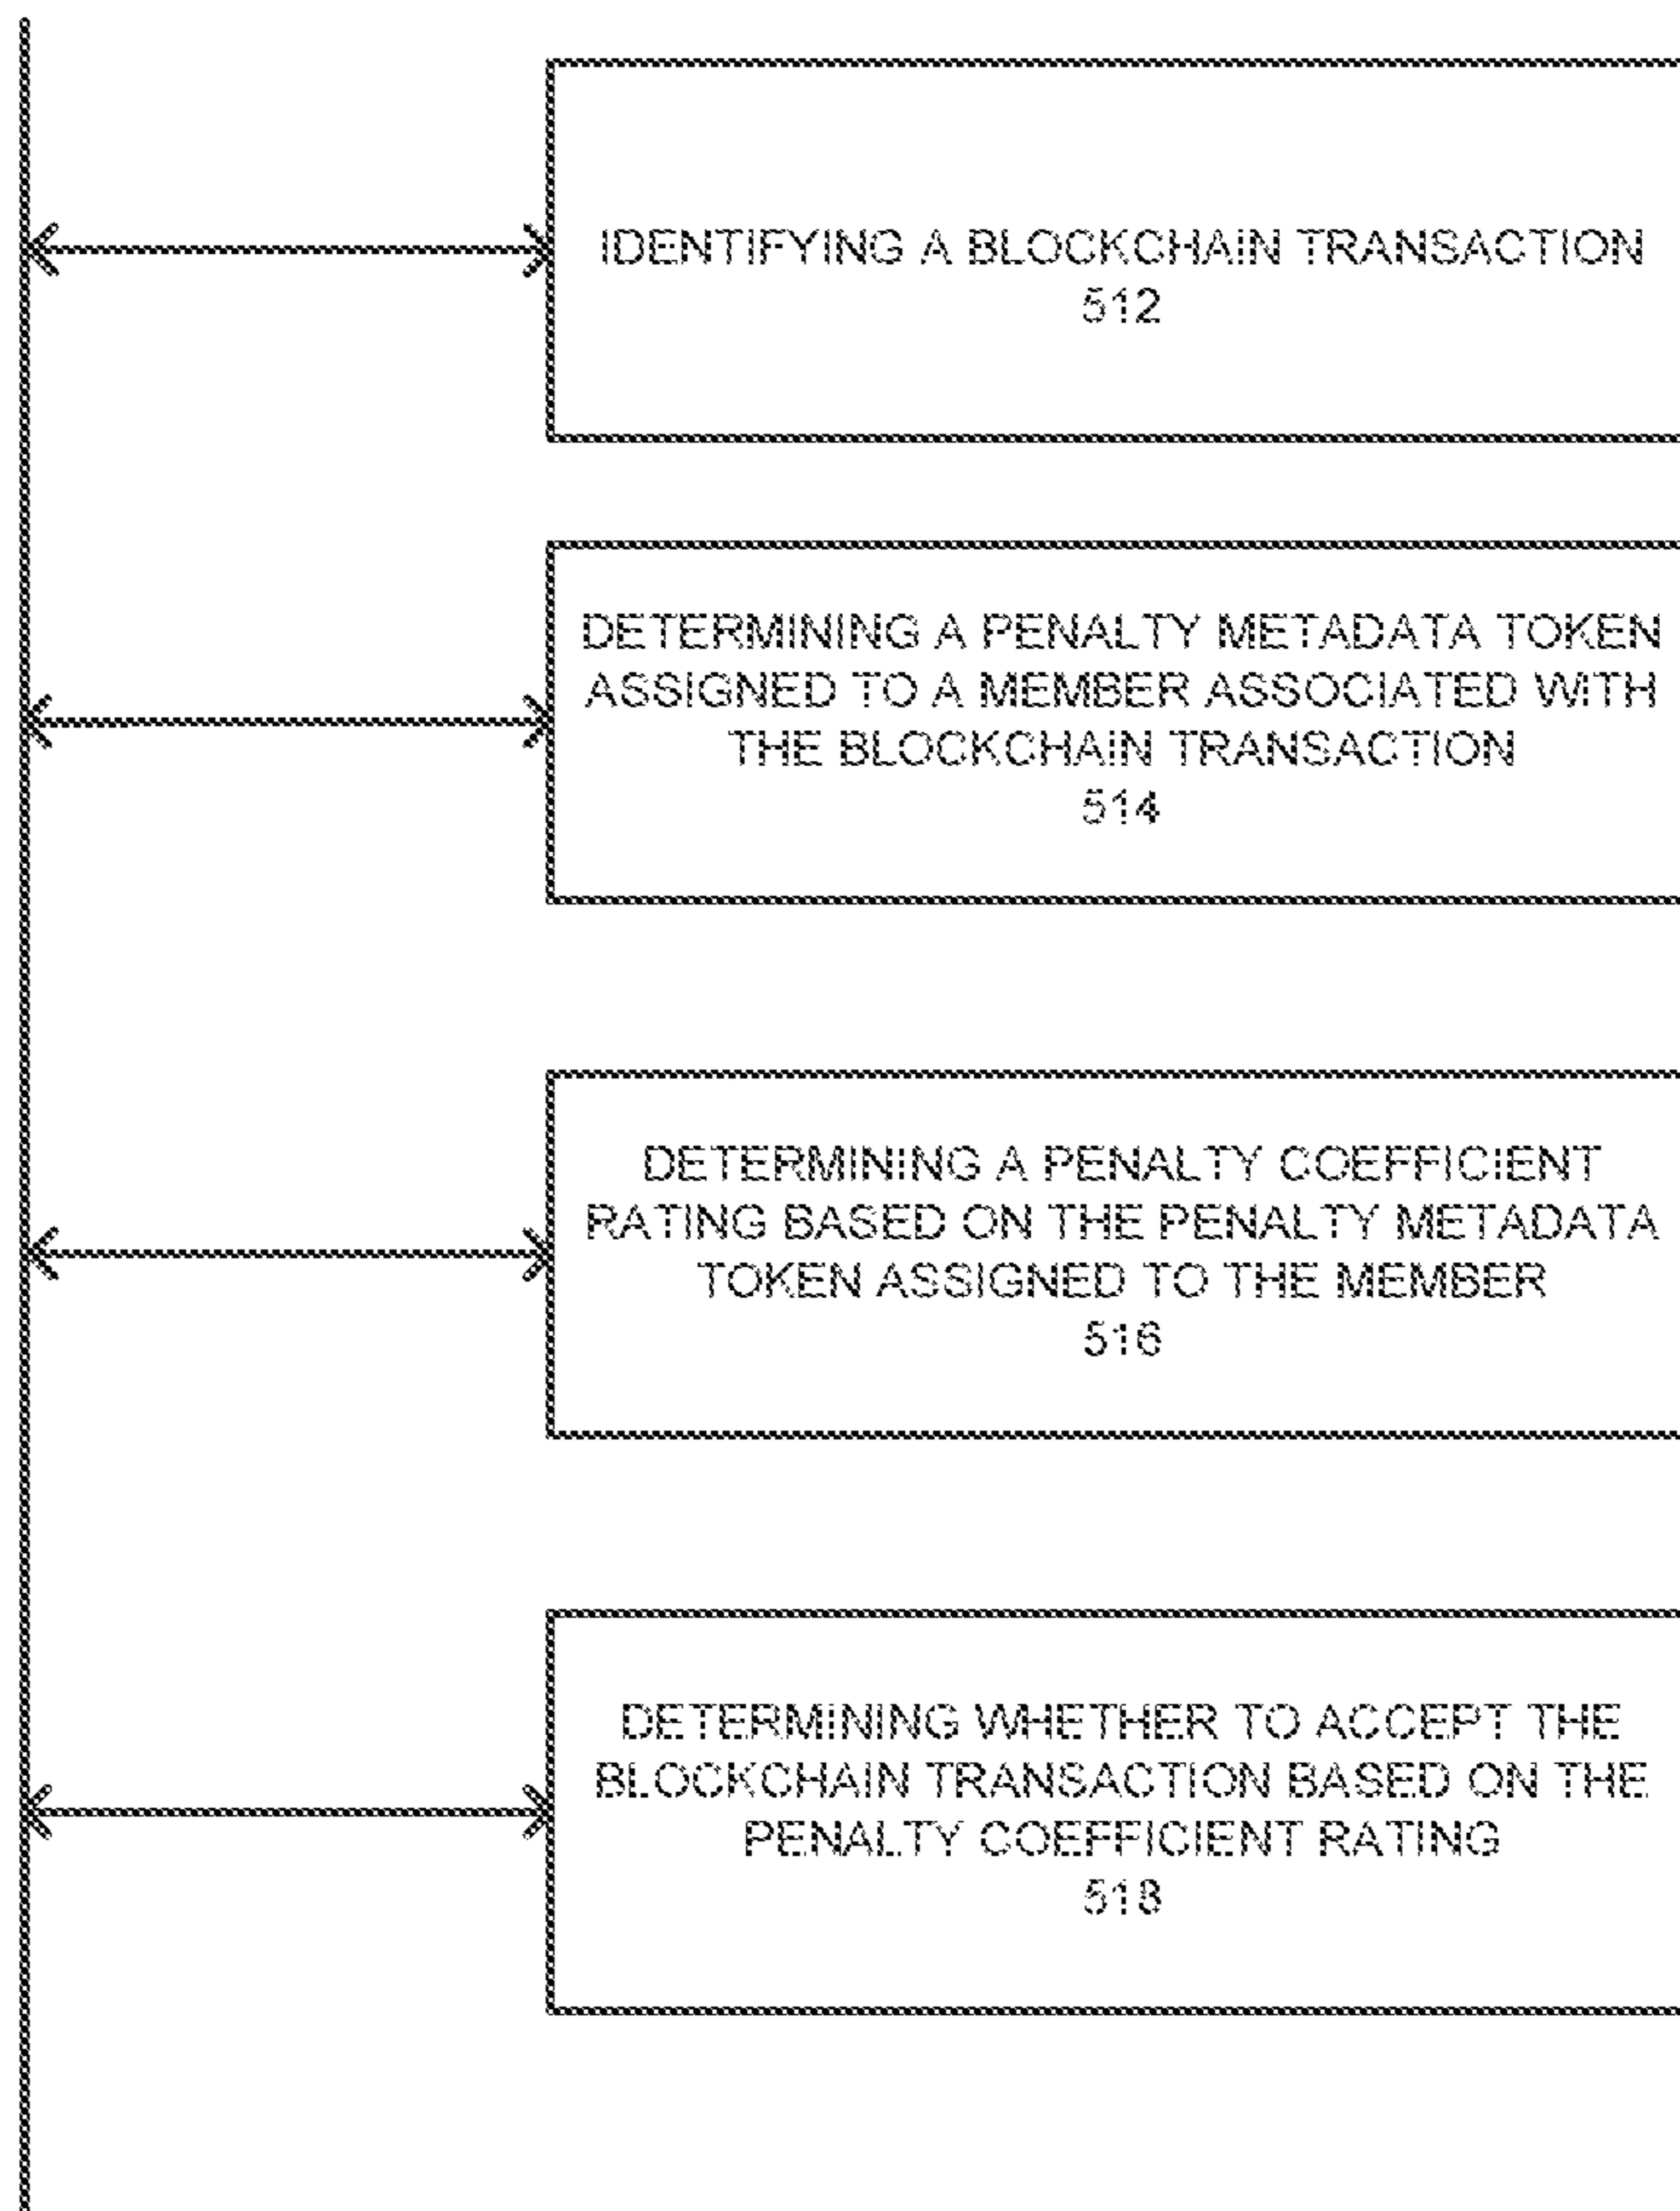 IDENTIFYING A BLOCKCHAIN TRANSACTION
512
DETERMINING A PENALTY METADATA TOKEN
ASSIGNED TO A MEMBER ASSOCIATED WITH
THE BLOCKCHAIN TRANSACTION
514
DETERMINING A PENALTY COEFFICIENT
RATING BASED ON THE PENALTY METADATA
TOKEN ASSIGNED TO THE MEMBER
516
DETERMINING WHETHER TO ACCEPT THE
BLOCKCHAIN TRANSACTION BASED ON THE
PENALTY COEFFICIENT RATING
518